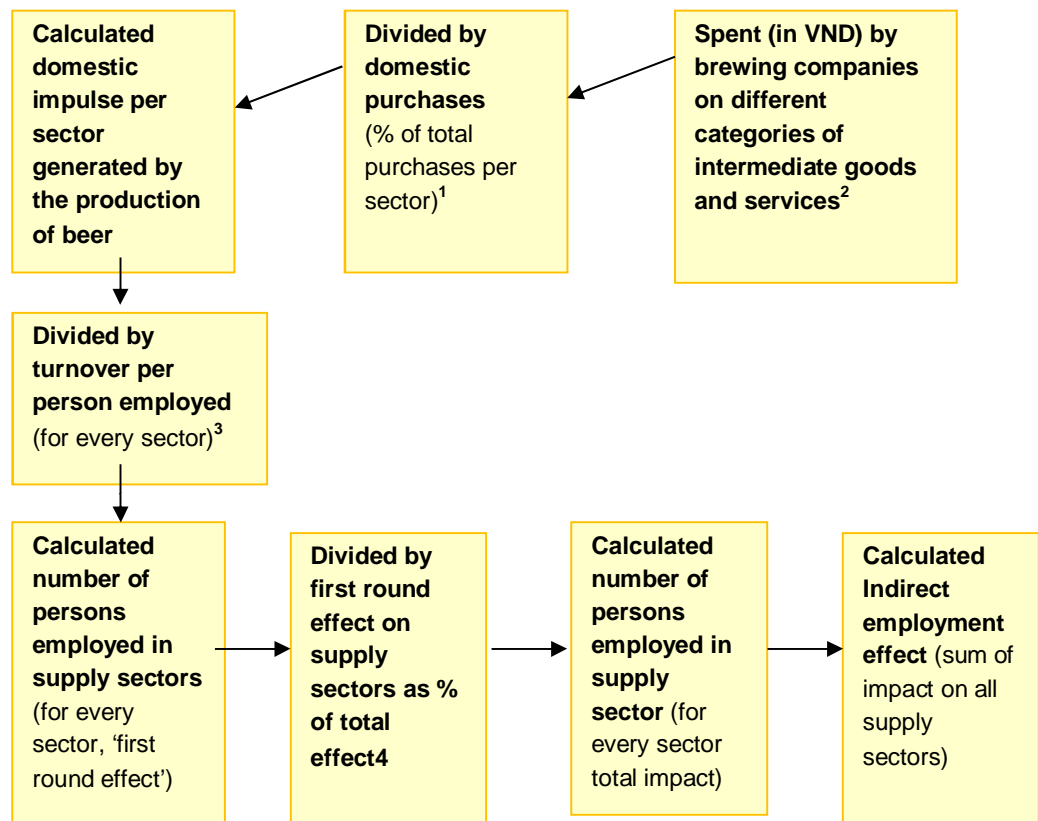 Calculated
domestic
impulse per
sector
generated by
the production
of beer
Divided by
domestic
purchases
(% of total
purchases per
sector)1
Spent (in VND) by
brewing companies
on different
categories of
intermediate goods
and services2
Divided by
turnover per
person employed
(for every sector)3
Calculated
number of
persons
employed in
supply sectors
(for every
sector, ‘first
round effect’)
Divided by
first round
effect on
supply
sectors as %
of total
effect4
Calculated
number of
persons
employed in
supply
sector (for
every sector
total impact)
Calculated
Indirect
employment
effect (sum of
impact on all
supply
sectors)